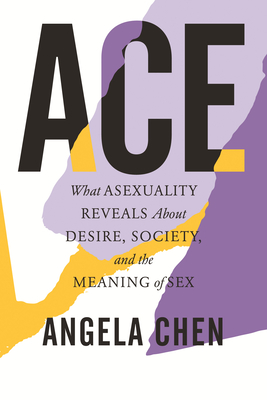 ACE
What ASEXUALITY
REVEALS About
DESIRE, SOCIETY,
and the
MEANING of SEX
ANGELA CHEN